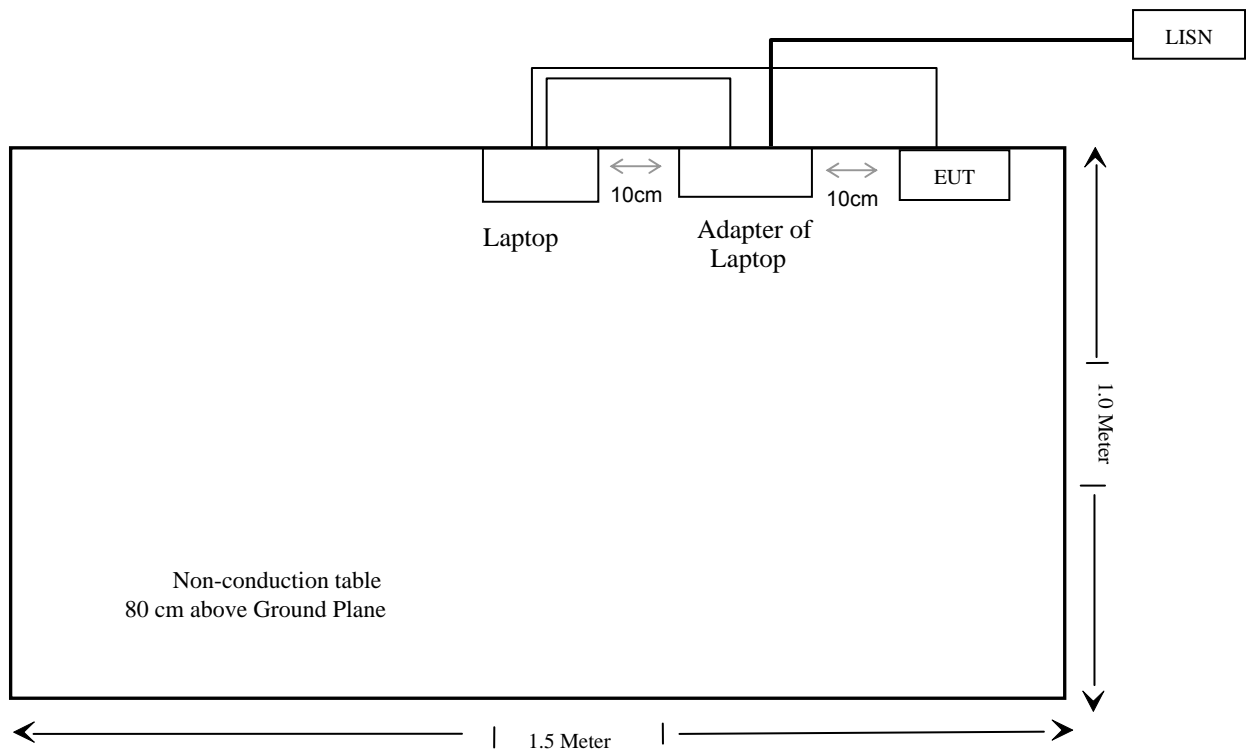 LISN
EUT
10cm
10cm
Laptop
Adapter of
Laptop
1.0 Meter
Non-conduction table
80 cm above Ground Plane
1.5 Meter